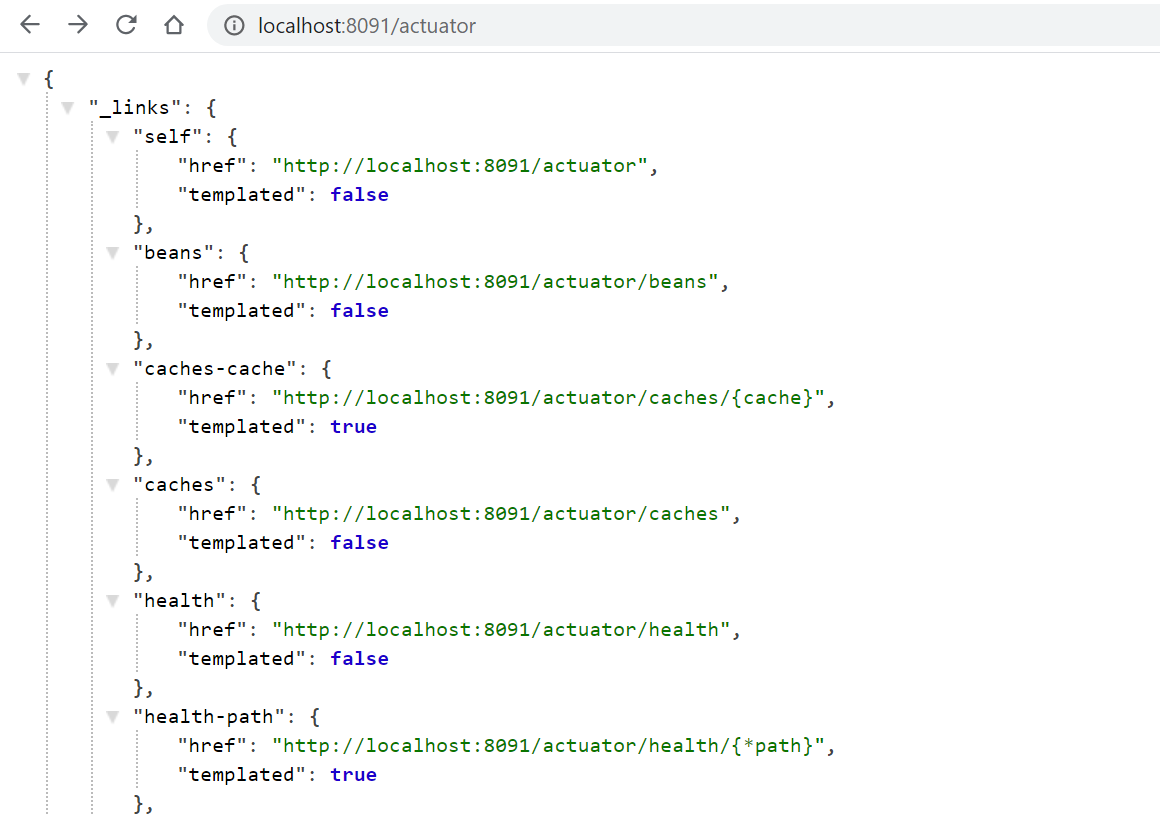 localhost:8091/actuator
{
"_links": {
"self": {
"href": "http://localhost:8091/actuator",
"templated": false
},
"beans": {
"href": "http://localhost:8091/actuator/beans",
"templated": false
},
"caches-cache": {
"href": "http://localhost:8091/actuator/caches/{cache}",
"templated": true
},
"caches": {
"href": "http://localhost:8091/actuator/caches",
"templated": false
},
"health": {
"href": "http://localhost:8091/actuator/health",
"templated": false
},
"health-path": {
"href": "http://localhost:8091/actuator/health/{*path}",
"templated": true
},